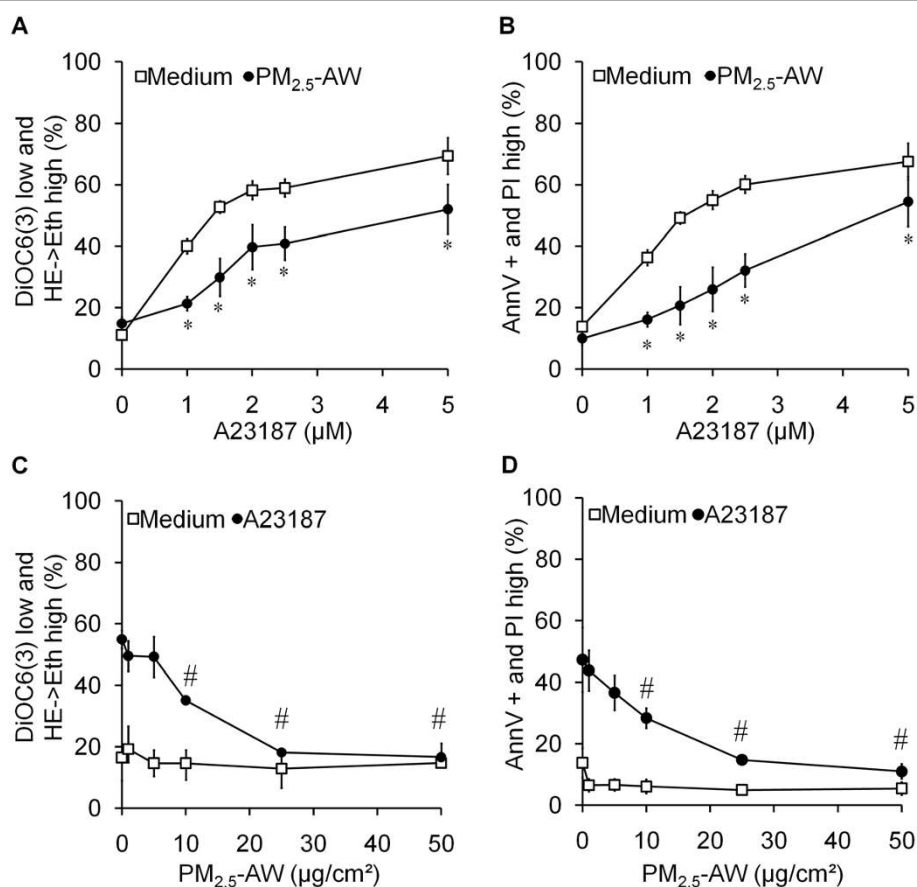 A
DiOC6(3) low and
HE->Eth high (%)
□Medium ●PM2.5-AW
100
80
60
40
20
0
* * * * *
0 1 2 3 4 5
A23187 (µM)
B
AnnV + and PI high (%)
□Medium ●PM2.5-AW
100
80
60
40
20
0
* * * * *
0 1 2 3 4 5
A23187 (µM)
C
DiOC6(3) low and
HE->Eth high (%)
□Medium ●A23187
100
80
60
40
20
0
# # #
0 10 20 30 40 50
PM2.5-AW (µg/cm²)
D
AnnV + and PI high (%)
□Medium ●A23187
100
80
60
40
20
0
# # #
0 10 20 30 40 50
PM2.5-AW (µg/cm²)